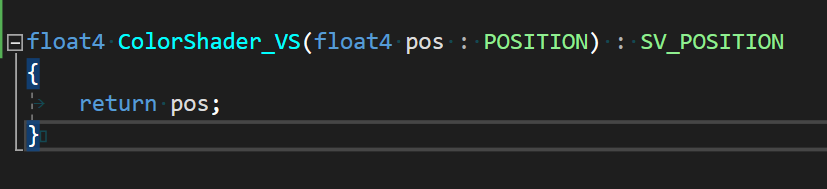 float4 ColorShader_VS(float4 pos : POSITION) : SV_POSITION
{
return pos;
}